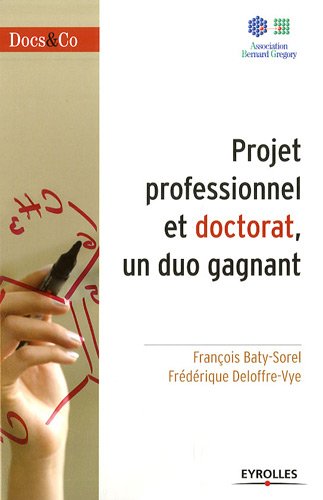 Docs&Co
Association
Bernard Gregory
Projet
professionnel
et doctorat,
un duo gagnant
CH₃
François Baty-Sorel
Frédérique Deloffre-Vye
EYROLLES